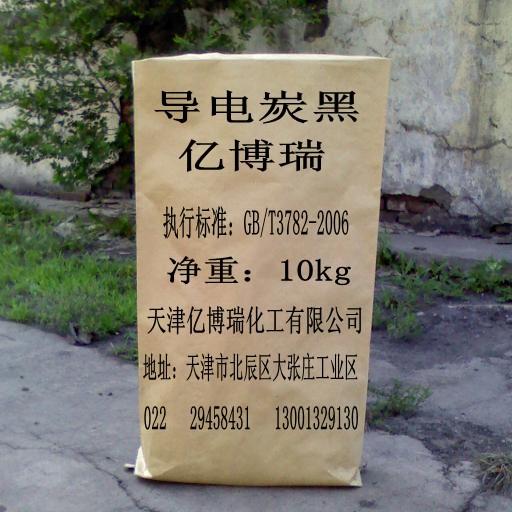 导电炭黑
亿博瑞
执行标准：GB/T3782-2006
净重：10kg
天津亿博瑞化工有限公司
地址：天津市北辰区大张庄工业区
022 29458431 13001329130